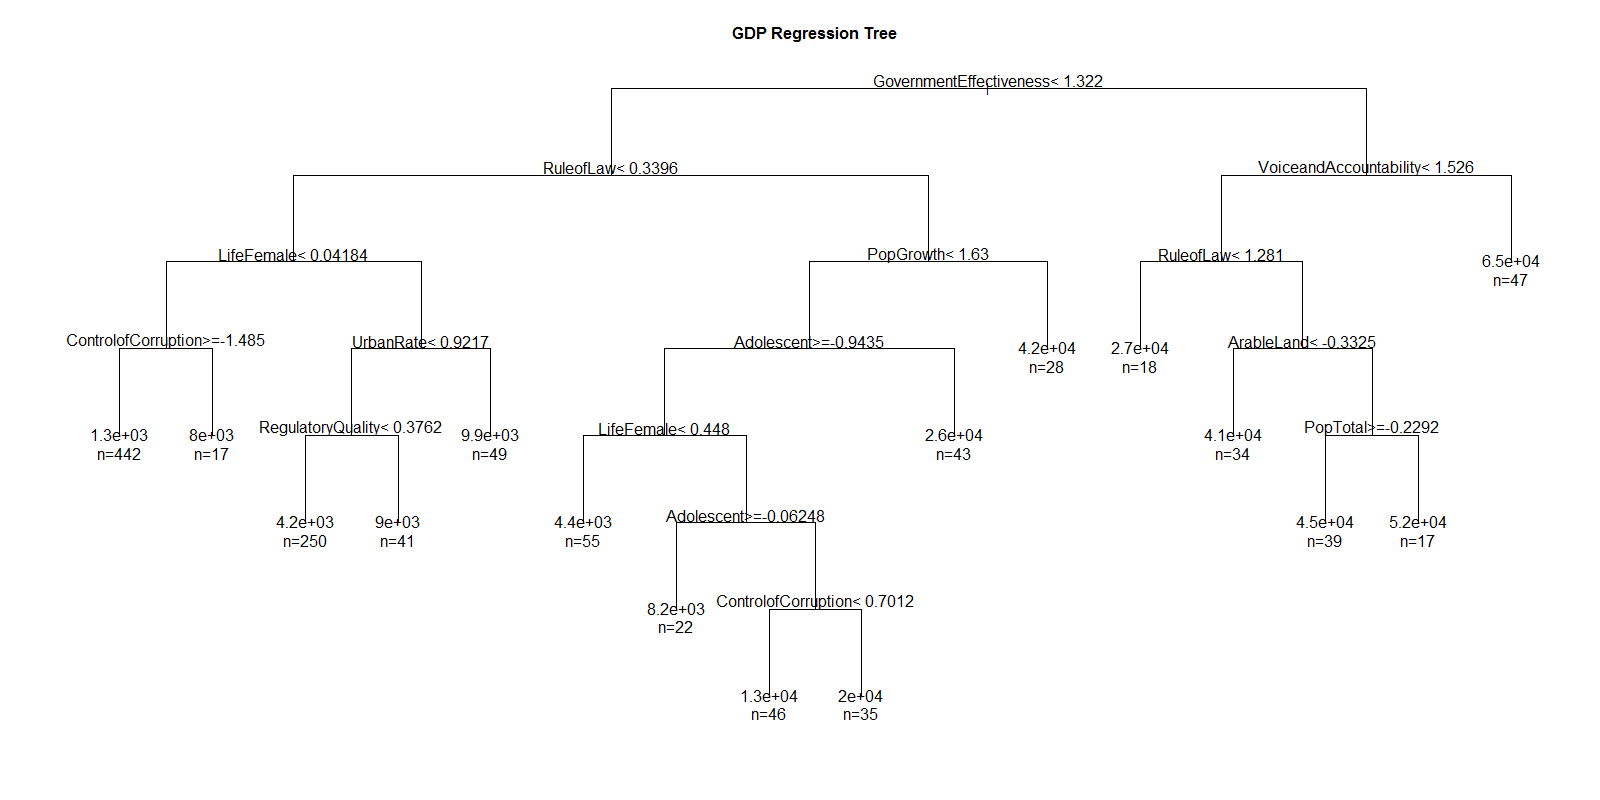 GDP Regression Tree
GovernmentEffectiveness< 1.322
RuleofLaw< 0.3396
VoiceandAccountability< 1.526
LifeFemale< 0.04184
PopGrowth< 1.63
RuleofLaw< 1.281
6.5e+04
n=47
ControlofCorruption>=-1.485
UrbanRate< 0.9217
Adolescent>=-0.9435
4.2e+04
n=28
2.7e+04
n=18
ArableLand< -0.3325
1.3e+03
n=442
8e+03
n=17
RegulatoryQuality< 0.3762
9.9e+03
n=49
LifeFemale< 0.448
2.6e+04
n=43
4.1e+04
n=34
PopTotal>=-0.2292
4.2e+03
n=250
9e+03
n=41
4.4e+03
n=55
Adolescent>=-0.06248
4.5e+04
n=39
5.2e+04
n=17
8.2e+03
n=22
ControlofCorruption< 0.7012
1.3e+04
n=46
2e+04
n=35